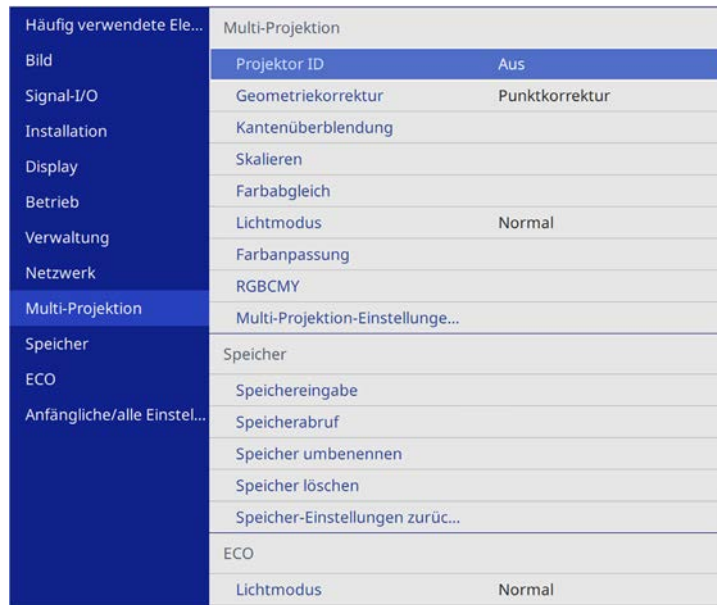 Häufig verwendete Ele...
Bild
Signal-I/O
Installation
Display
Betrieb
Verwaltung
Netzwerk
Multi-Projektion
Speicher
ECO
Anfängliche/alle Einstel...
Multi-Projektion
Projektor ID Aus
Geometriekorrektur Punktkorrektur
Kantenüberblendung
Skalieren
Farbabgleich
Lichtmodus Normal
Farbanpassung
RGBCMY
Multi-Projektion-Einstellunge...
Speicher
Speichereingabe
Speicherabruf
Speicher umbenennen
Speicher löschen
Speicher-Einstellungen zurüc...
ECO
Lichtmodus Normal